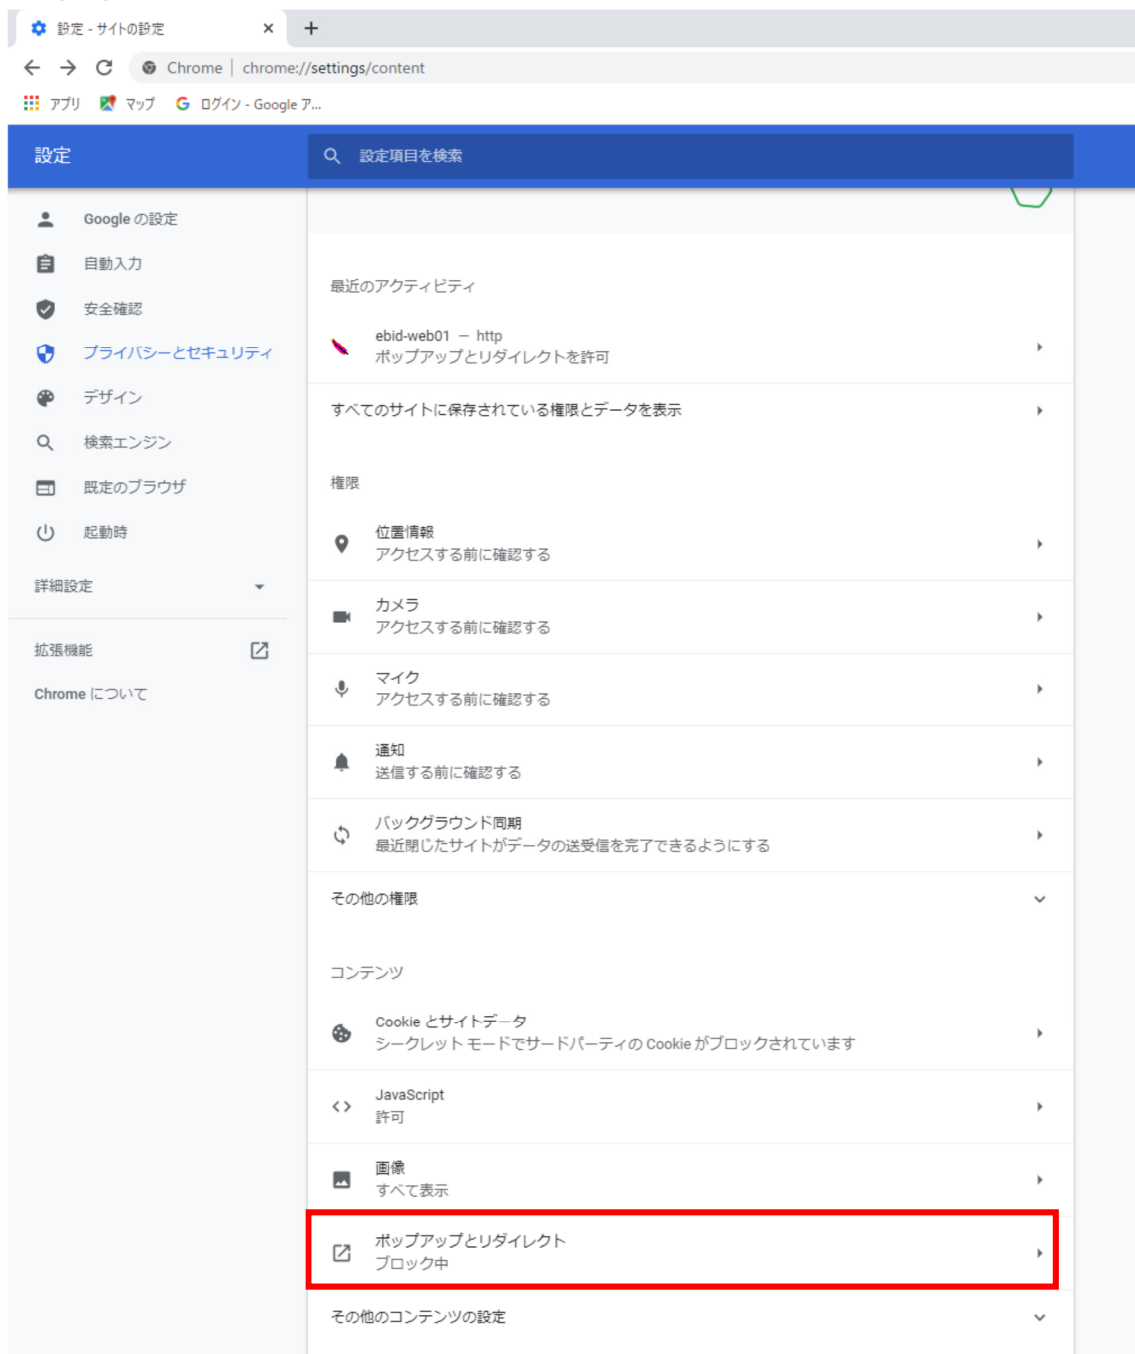 設定 - サイトの設定
Chrome | chrome://settings/content
アプリ マップ ログイン - Google ア...
設定
設定項目を検索
Google の設定
自動入力
安全確認
プライバシーとセキュリティ
デザイン
検索エンジン
既定のブラウザ
起動時
詳細設定
拡張機能
Chrome について
最近のアクティビティ
ebid-web01 — http
ポップアップとリダイレクトを許可
すべてのサイトに保存されている権限とデータを表示
権限
位置情報
アクセスする前に確認する
カメラ
アクセスする前に確認する
マイク
アクセスする前に確認する
通知
送信する前に確認する
バックグラウンド同期
最近閉じたサイトがデータの送受信を完了できるようにする
その他の権限
コンテンツ
Cookie とサイトデータ
シークレット モードでサードパーティの Cookie がブロックされています
JavaScript
許可
画像
すべて表示
ポップアップとリダイレクト
ブロック中
その他のコンテンツの設定